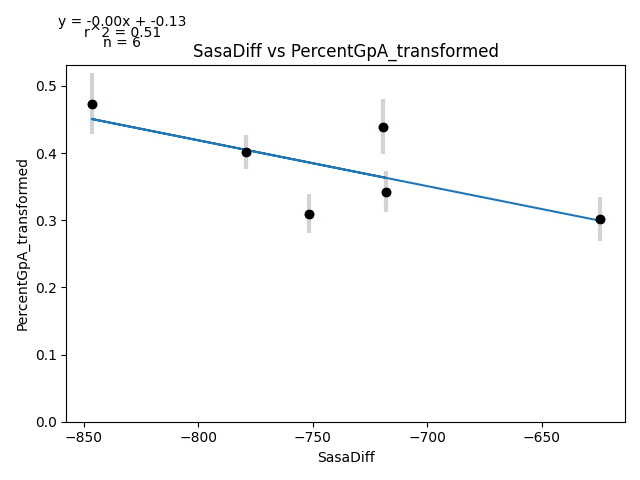 y = -0.00x + -0.13
r^2 = 0.51
n = 6
SasaDiff vs PercentGpA_transformed
PercentGpA_transformed
0.5
0.4
0.3
0.2
0.1
0.0
−850
−800
−750
−700
−650
SasaDiff